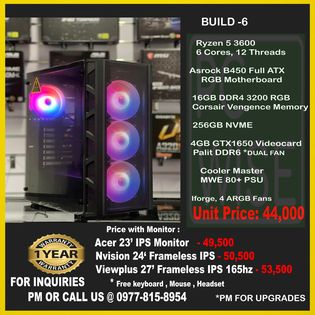 BUILD -6
Ryzen 5 3600
6 Cores, 12 Threads
Asrock B450 Full ATX
RGB Motherboard
16GB DDR4 3200 RGB
Corsair Vengence Memory
256GB NVME
4GB GTX1650 Videocard
Palit DDR6 *DUAL FAN
Cooler Master
MWE 80+ PSU
Iforge, 4 ARGB Fans
Unit Price: 44,000
Price with Monitor :
Acer 23' IPS Monitor - 49,500
Nvision 24' Frameless IPS - 50,500
Viewplus 27' Frameless IPS 165hz - 53,500
* Free keyboard , Mouse , Headset
WARRANTY
1 YEAR
WARRANTY
FOR INQUIRIES
PM OR CALL US @ 0977-815-8954
*PM FOR UPGRADES